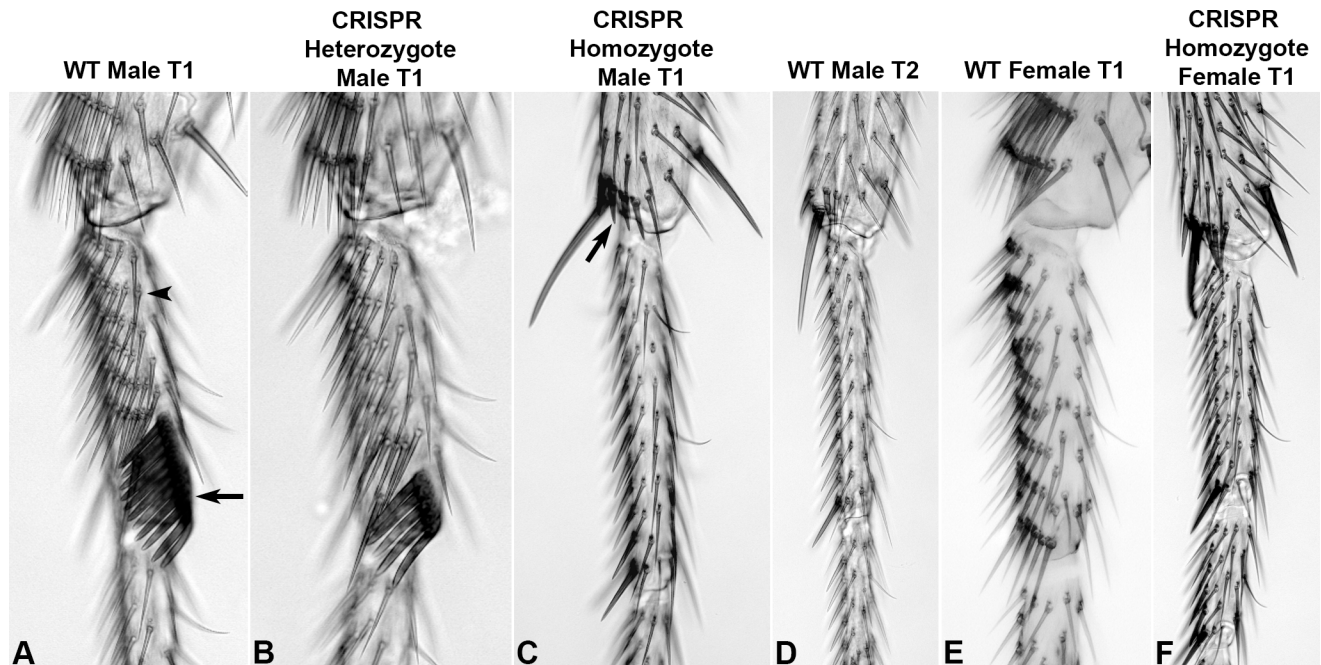 WT Male T1
CRISPR
Heterozygote
Male T1
CRISPR
Homozygote
Male T1
WT Male T2
WT Female T1
CRISPR
Homozygote
Female T1
A
B
C
D
E
F